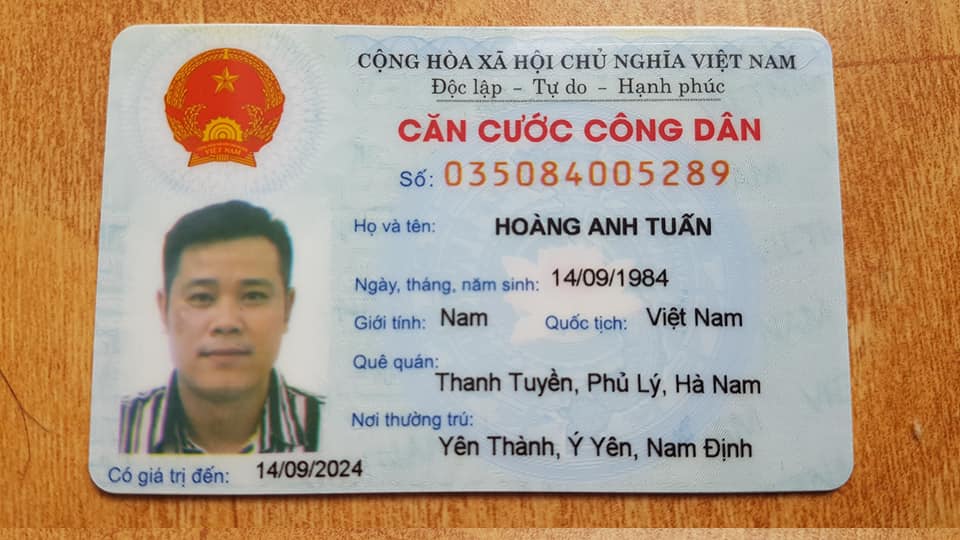 CỘNG HÒA XÃ HỘI CHỦ NGHĨA VIỆT NAM
Độc lập - Tự do - Hạnh phúc
CĂN CƯỚC CÔNG DÂN
Số: 035084005289
Họ và tên: HOÀNG ANH TUẤN
Ngày, tháng, năm sinh: 14/09/1984
Giới tính: Nam Quốc tịch: Việt Nam
Quê quán:
Thanh Tuyền, Phủ Lý, Hà Nam
Nơi thường trú:
Yên Thành, Ý Yên, Nam Định
Có giá trị đến: 14/09/2024
VIỆT NAM